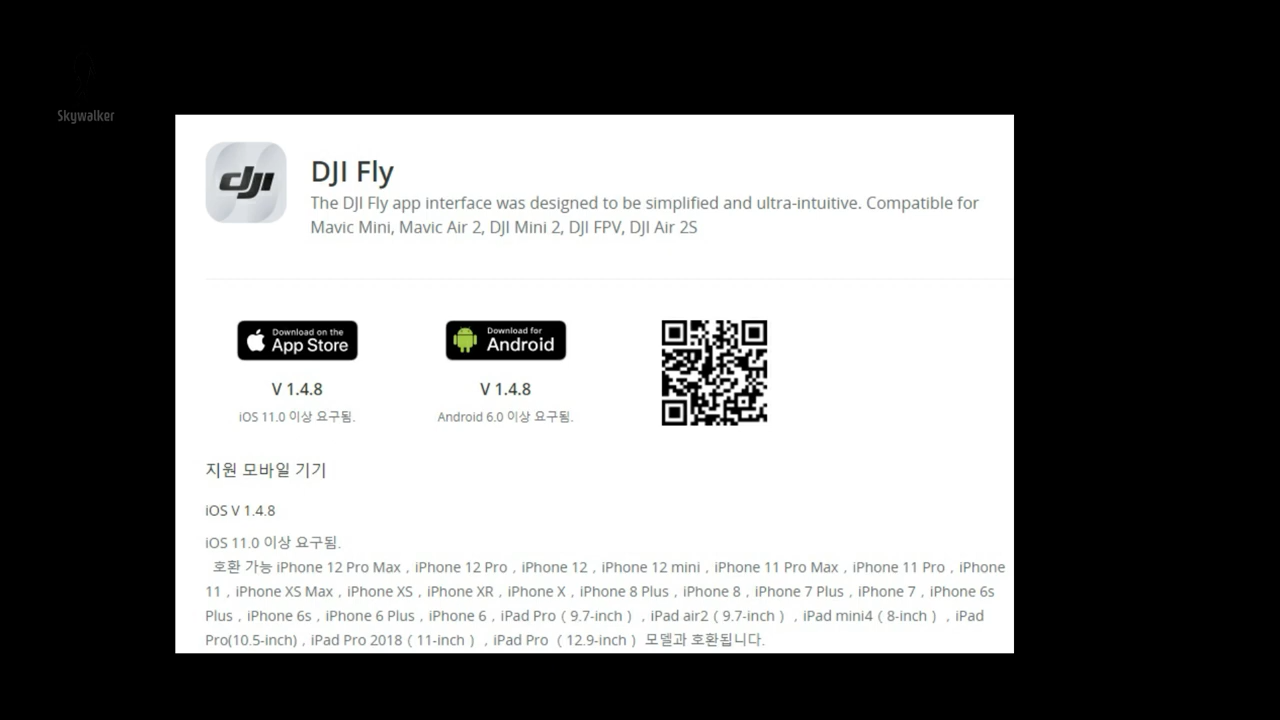 Skywalker
dji
DJI Fly
The DJI Fly app interface was designed to be simplified and ultra-intuitive. Compatible for
Mavic Mini, Mavic Air 2, DJI Mini 2, DJI FPV, DJI Air 2S
Download on the
App Store
Download for
Android
V 1.4.8
V 1.4.8
iOS 11.0 이상 요구됨.
Android 6.0 이상 요구됨.
지원 모바일 기기
iOS V 1.4.8
iOS 11.0 이상 요구됨.
호환 가능 iPhone 12 Pro Max , iPhone 12 Pro , iPhone 12 , iPhone 12 mini , iPhone 11 Pro Max , iPhone 11 Pro , iPhone
11 , iPhone XS Max , iPhone XS , iPhone XR , iPhone X , iPhone 8 Plus , iPhone 8 , iPhone 7 Plus , iPhone 7 , iPhone 6s
Plus , iPhone 6s , iPhone 6 Plus , iPhone 6 , iPad Pro ( 9.7-inch ) , iPad air2 ( 9.7-inch ) , iPad mini4 ( 8-inch ) , iPad
Pro(10.5-inch) , iPad Pro 2018 ( 11-inch ) , iPad Pro ( 12.9-inch ) 모델과 호환됩니다.